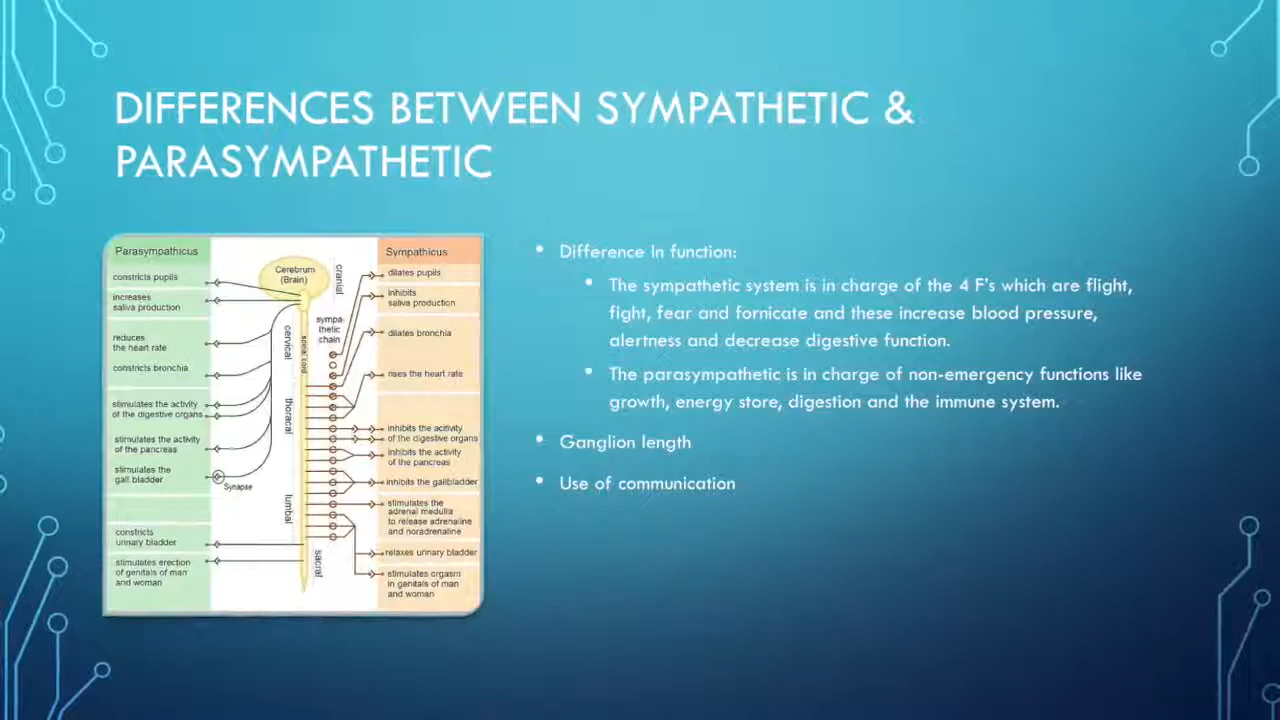 DIFFERENCES BETWEEN SYMPATHETIC &
PARASYMPATHETIC
Parasympathicus
constricts pupils
increases
saliva production
reduces
the heart rate
constricts bronchia
stimulates the activity
of the digestive organs
stimulates the activity
of the pancreas
stimulates the
gall bladder
constricts
urinary bladder
stimulates erection
of genitals of man
and woman
Cerebrum
(Brain)
cranial
sympa-
thetic
chain
cervical
spinal cord
thoracal
Synapse
lumbal
sacral
Sympathicus
dilates pupils
inhibits
saliva production
dilates bronchia
rises the heart rate
inhibits the acitivity
of the digestive organs
inhibits the activity
of the pancreas
inhibits the gallbladder
stimulates the
adrenal medulla
to release adrenaline
and noradrenaline
relaxes urinary bladder
stimulates orgasm
in genitals of man
and woman
• Difference In function:
• The sympathetic system is in charge of the 4 F's which are flight,
fight, fear and fornicate and these increase blood pressure,
alertness and decrease digestive function.
• The parasympathetic is in charge of non-emergency functions like
growth, energy store, digestion and the immune system.
• Ganglion length
• Use of communication